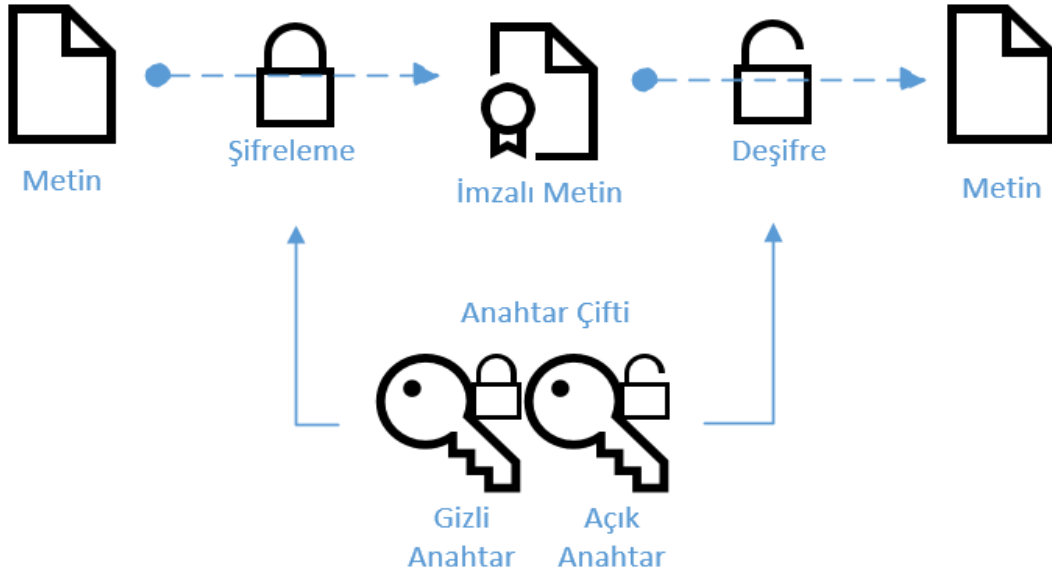 Metin
Şifreleme
İmzalı Metin
Deşifre
Metin
Anahtar Çifti
Gizli
Anahtar
Açık
Anahtar